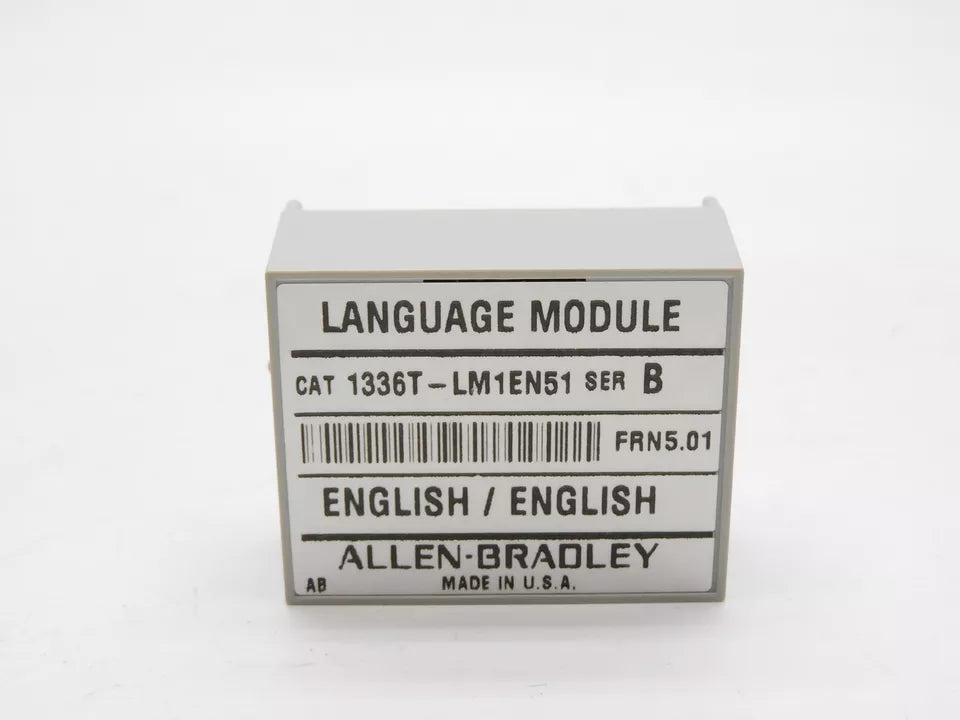 LANGUAGE MODULE
CAT 1336T-LM1EN51 SER B
FRN5.01
ENGLISH / ENGLISH
ALLEN-BRADLEY
AB MADE IN U.S.A.